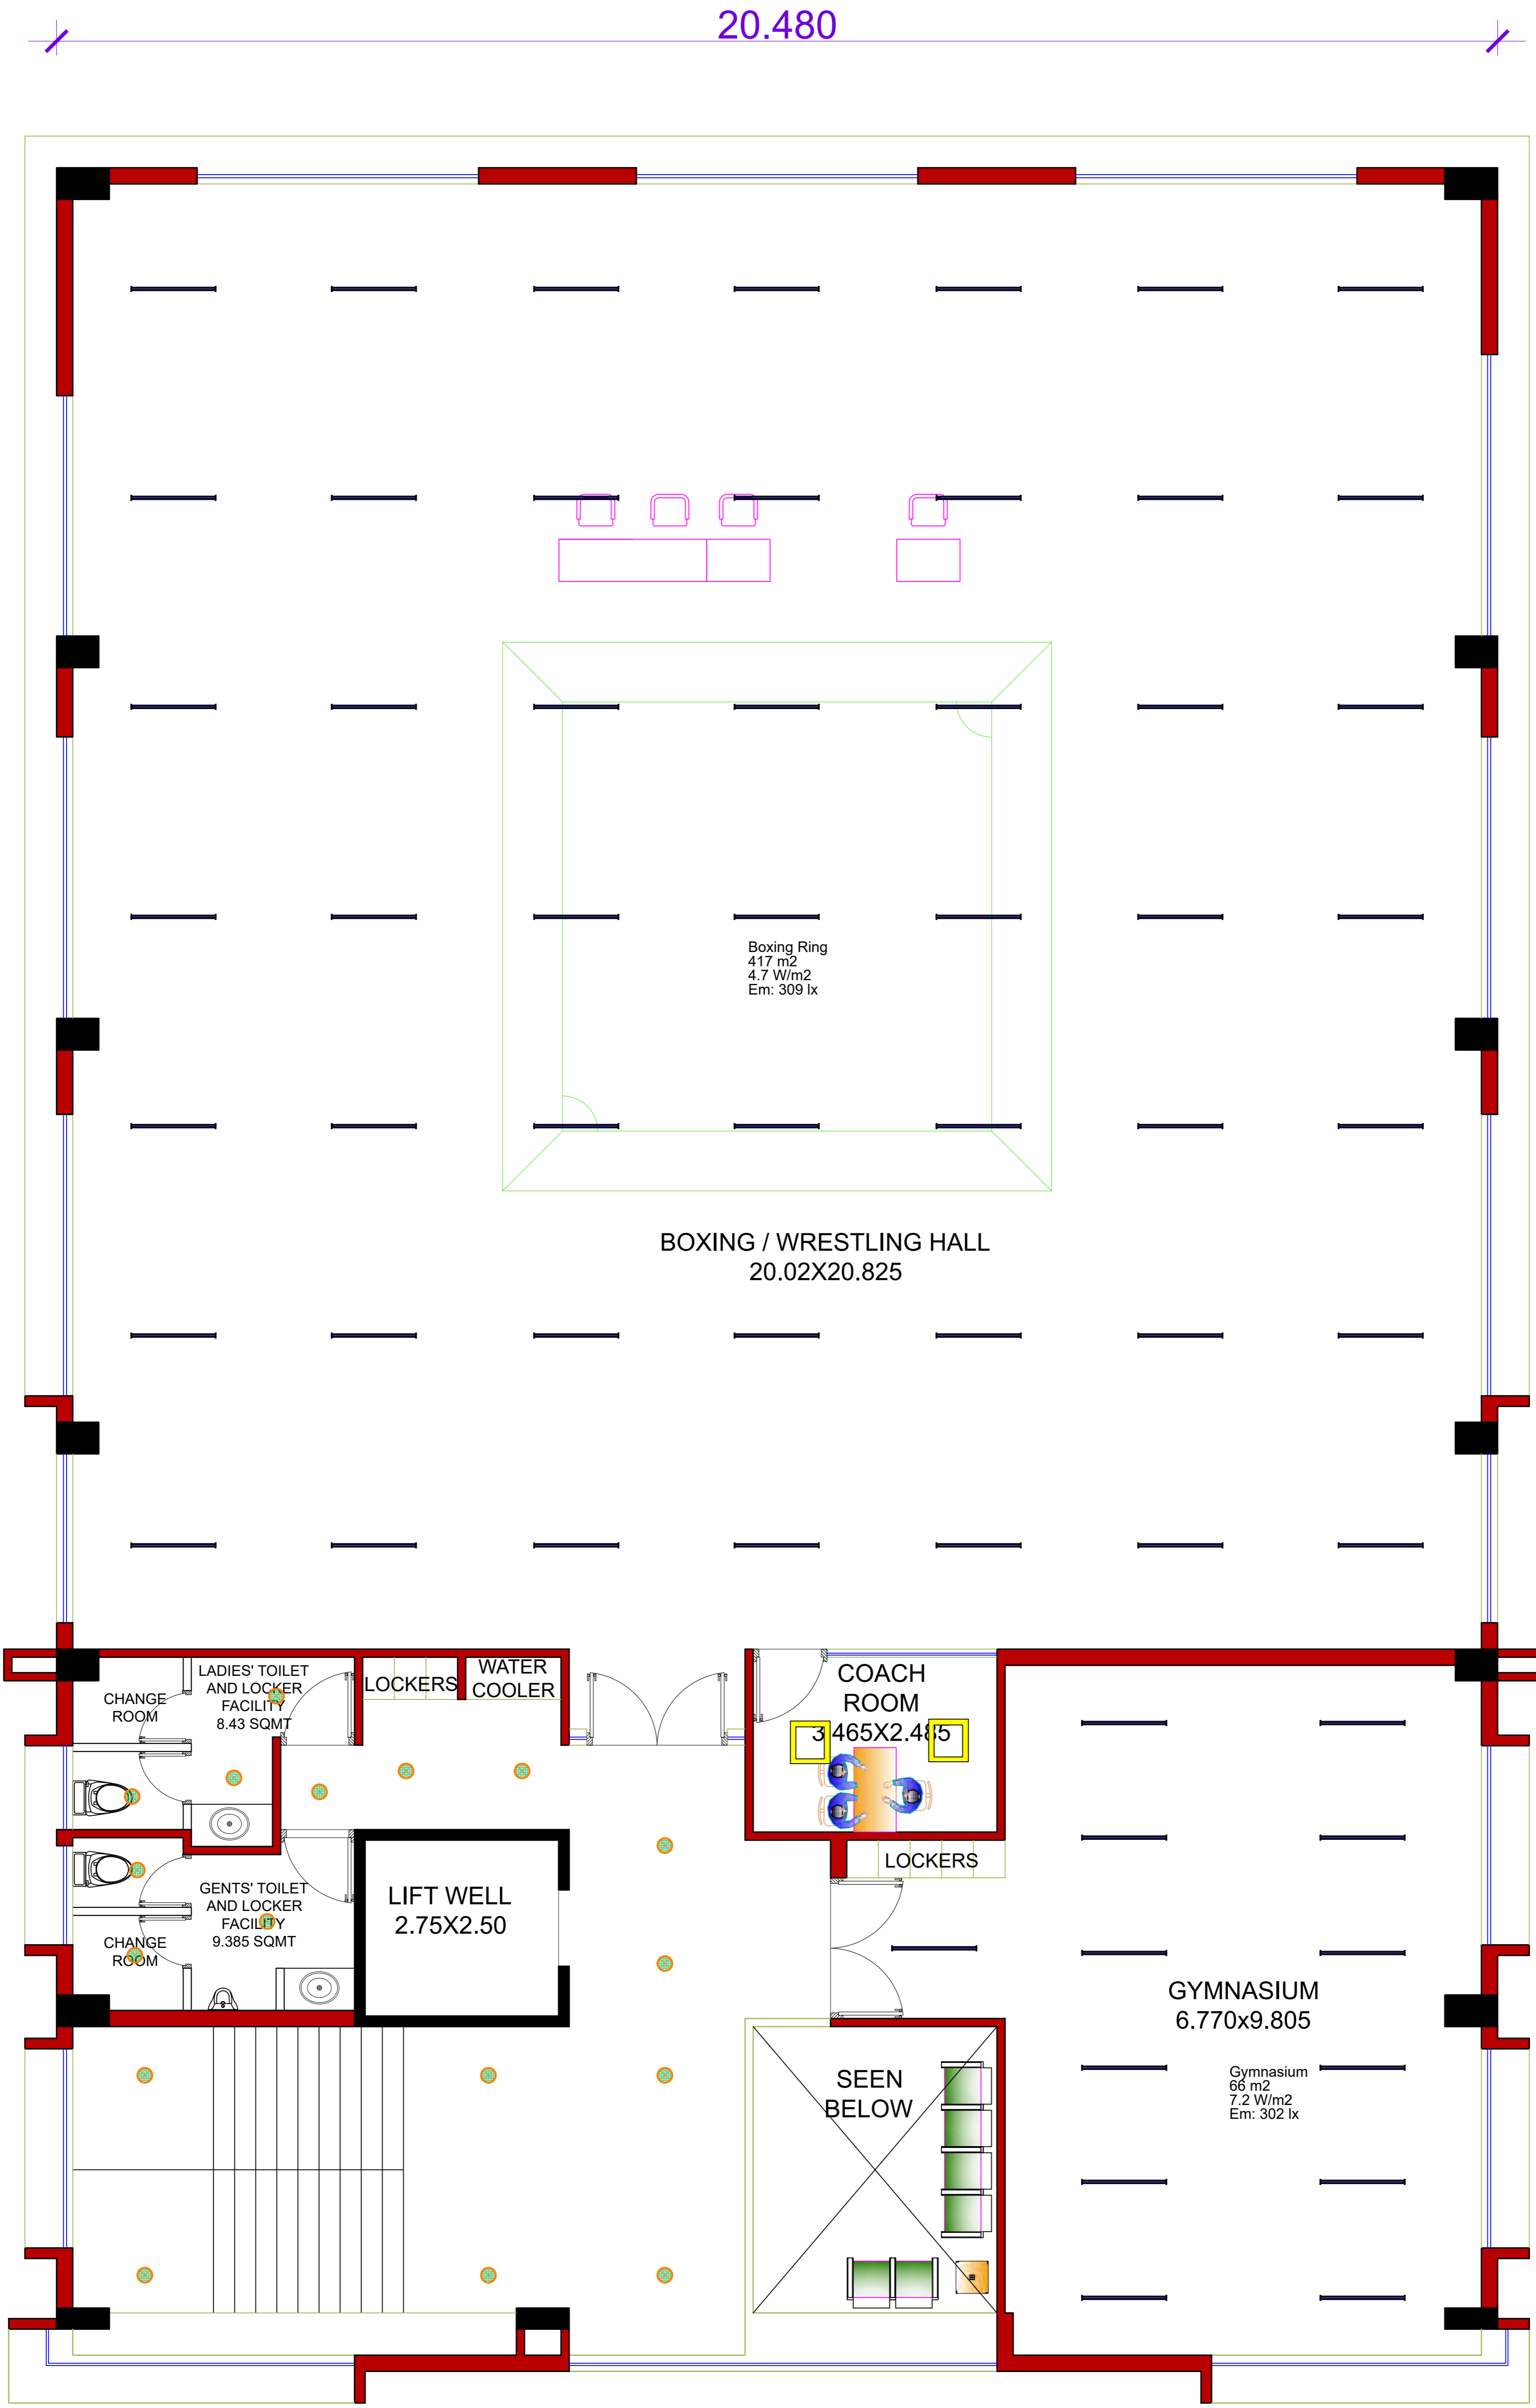 20.480
Boxing Ring
417 m2
4.7 W/m2
Em: 309 lx
BOXING / WRESTLING HALL
20.02X20.825
LADIES' TOILET
AND LOCKER
FACILITY
8.43 SQMT
CHANGE
ROOM
LOCKERS
WATER
COOLER
COACH
ROOM
3.465X2.485
LOCKERS
GENTS' TOILET
AND LOCKER
FACILITY
9.385 SQMT
CHANGE
ROOM
LIFT WELL
2.75X2.50
GYMNASIUM
6.770x9.805
Gymnasium
66 m2
7.2 W/m2
Em: 302 lx
SEEN
BELOW